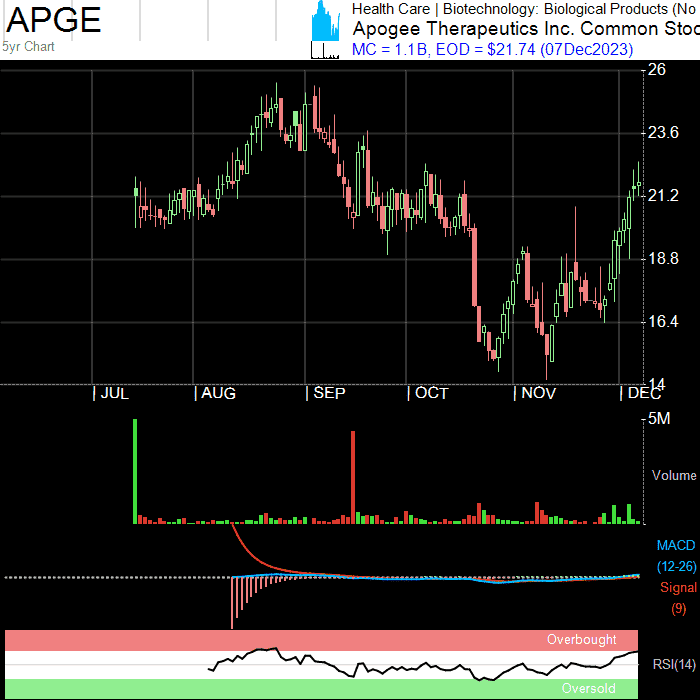 APGE
5yr Chart
Health Care | Biotechnology: Biological Products (No
Apogee Therapeutics Inc. Common Stoc
MC = 1.1B, EOD = $21.74 (07Dec2023)
26
23.6
21.2
18.8
16.4
14
| JUL | AUG | SEP | OCT | NOV | DEC
5M
Volume
MACD
(12-26)
Signal
(9)
Overbought
RSI(14)
Oversold